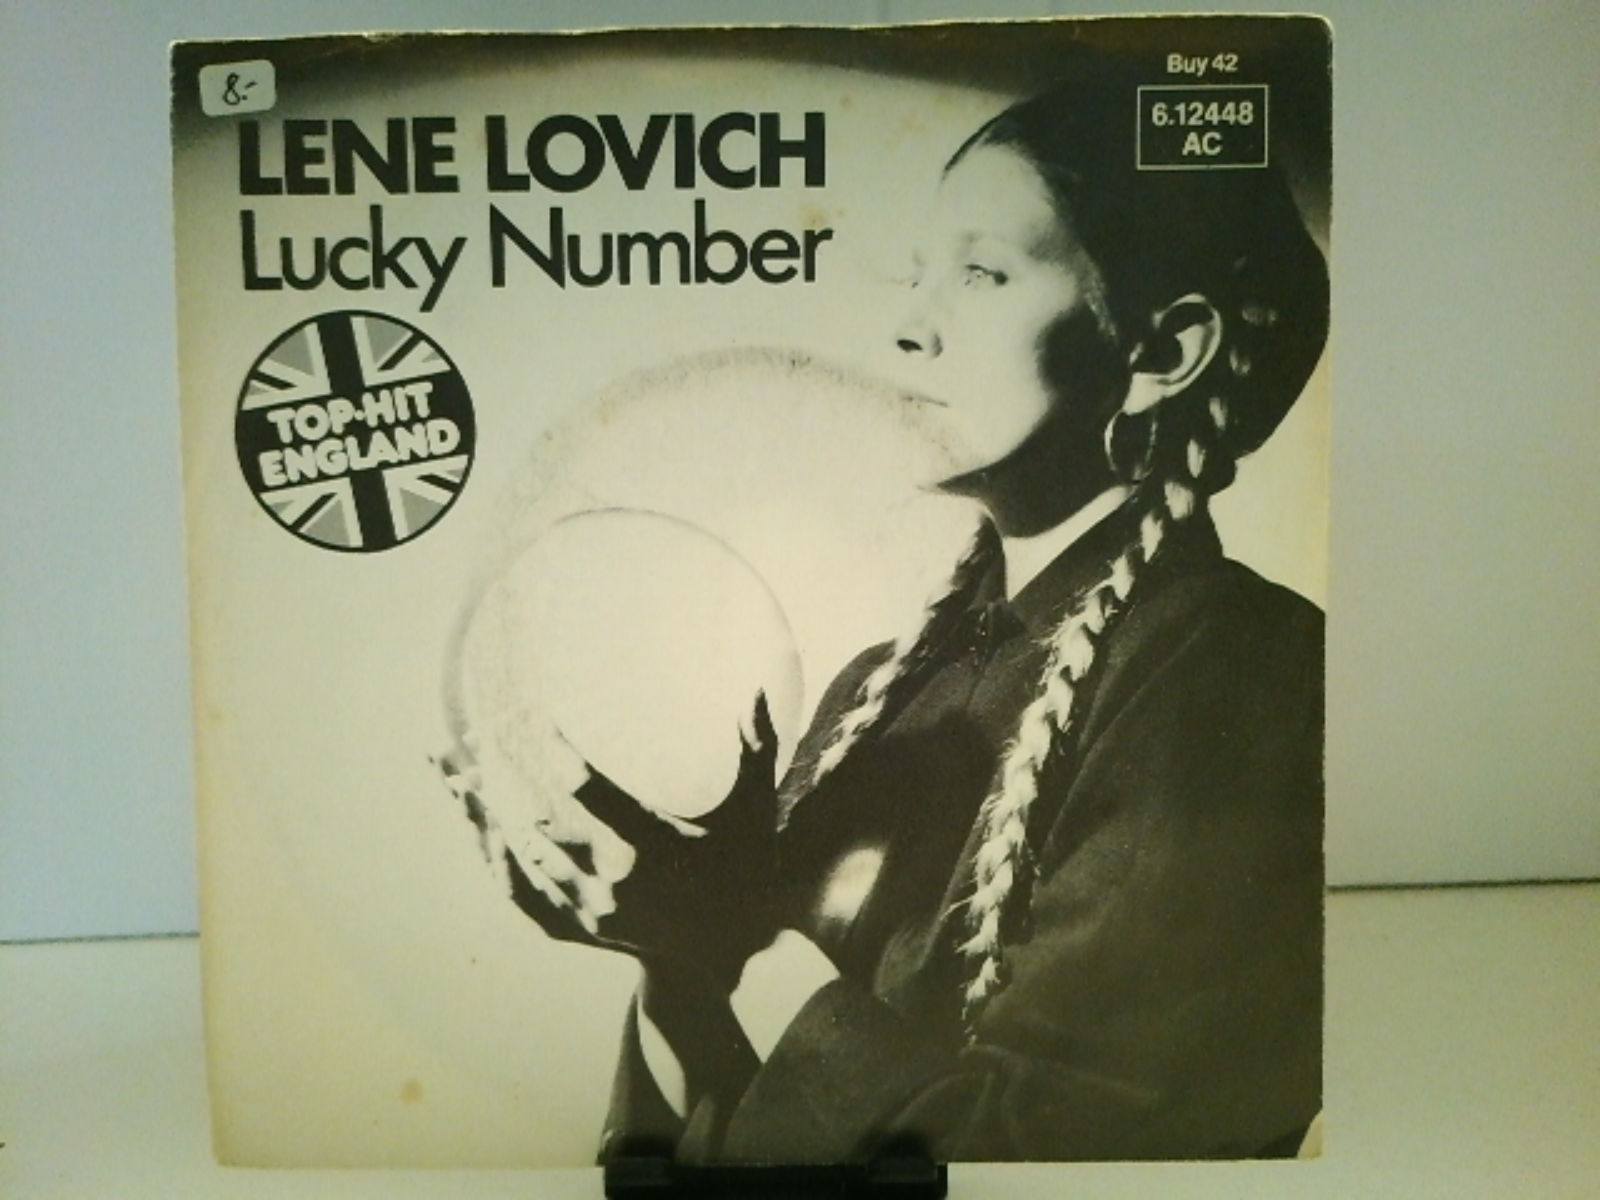 8.-
Buy 42
6.12448
AC
LENE LOVICH
Lucky Number
TOP-HIT
ENGLAND